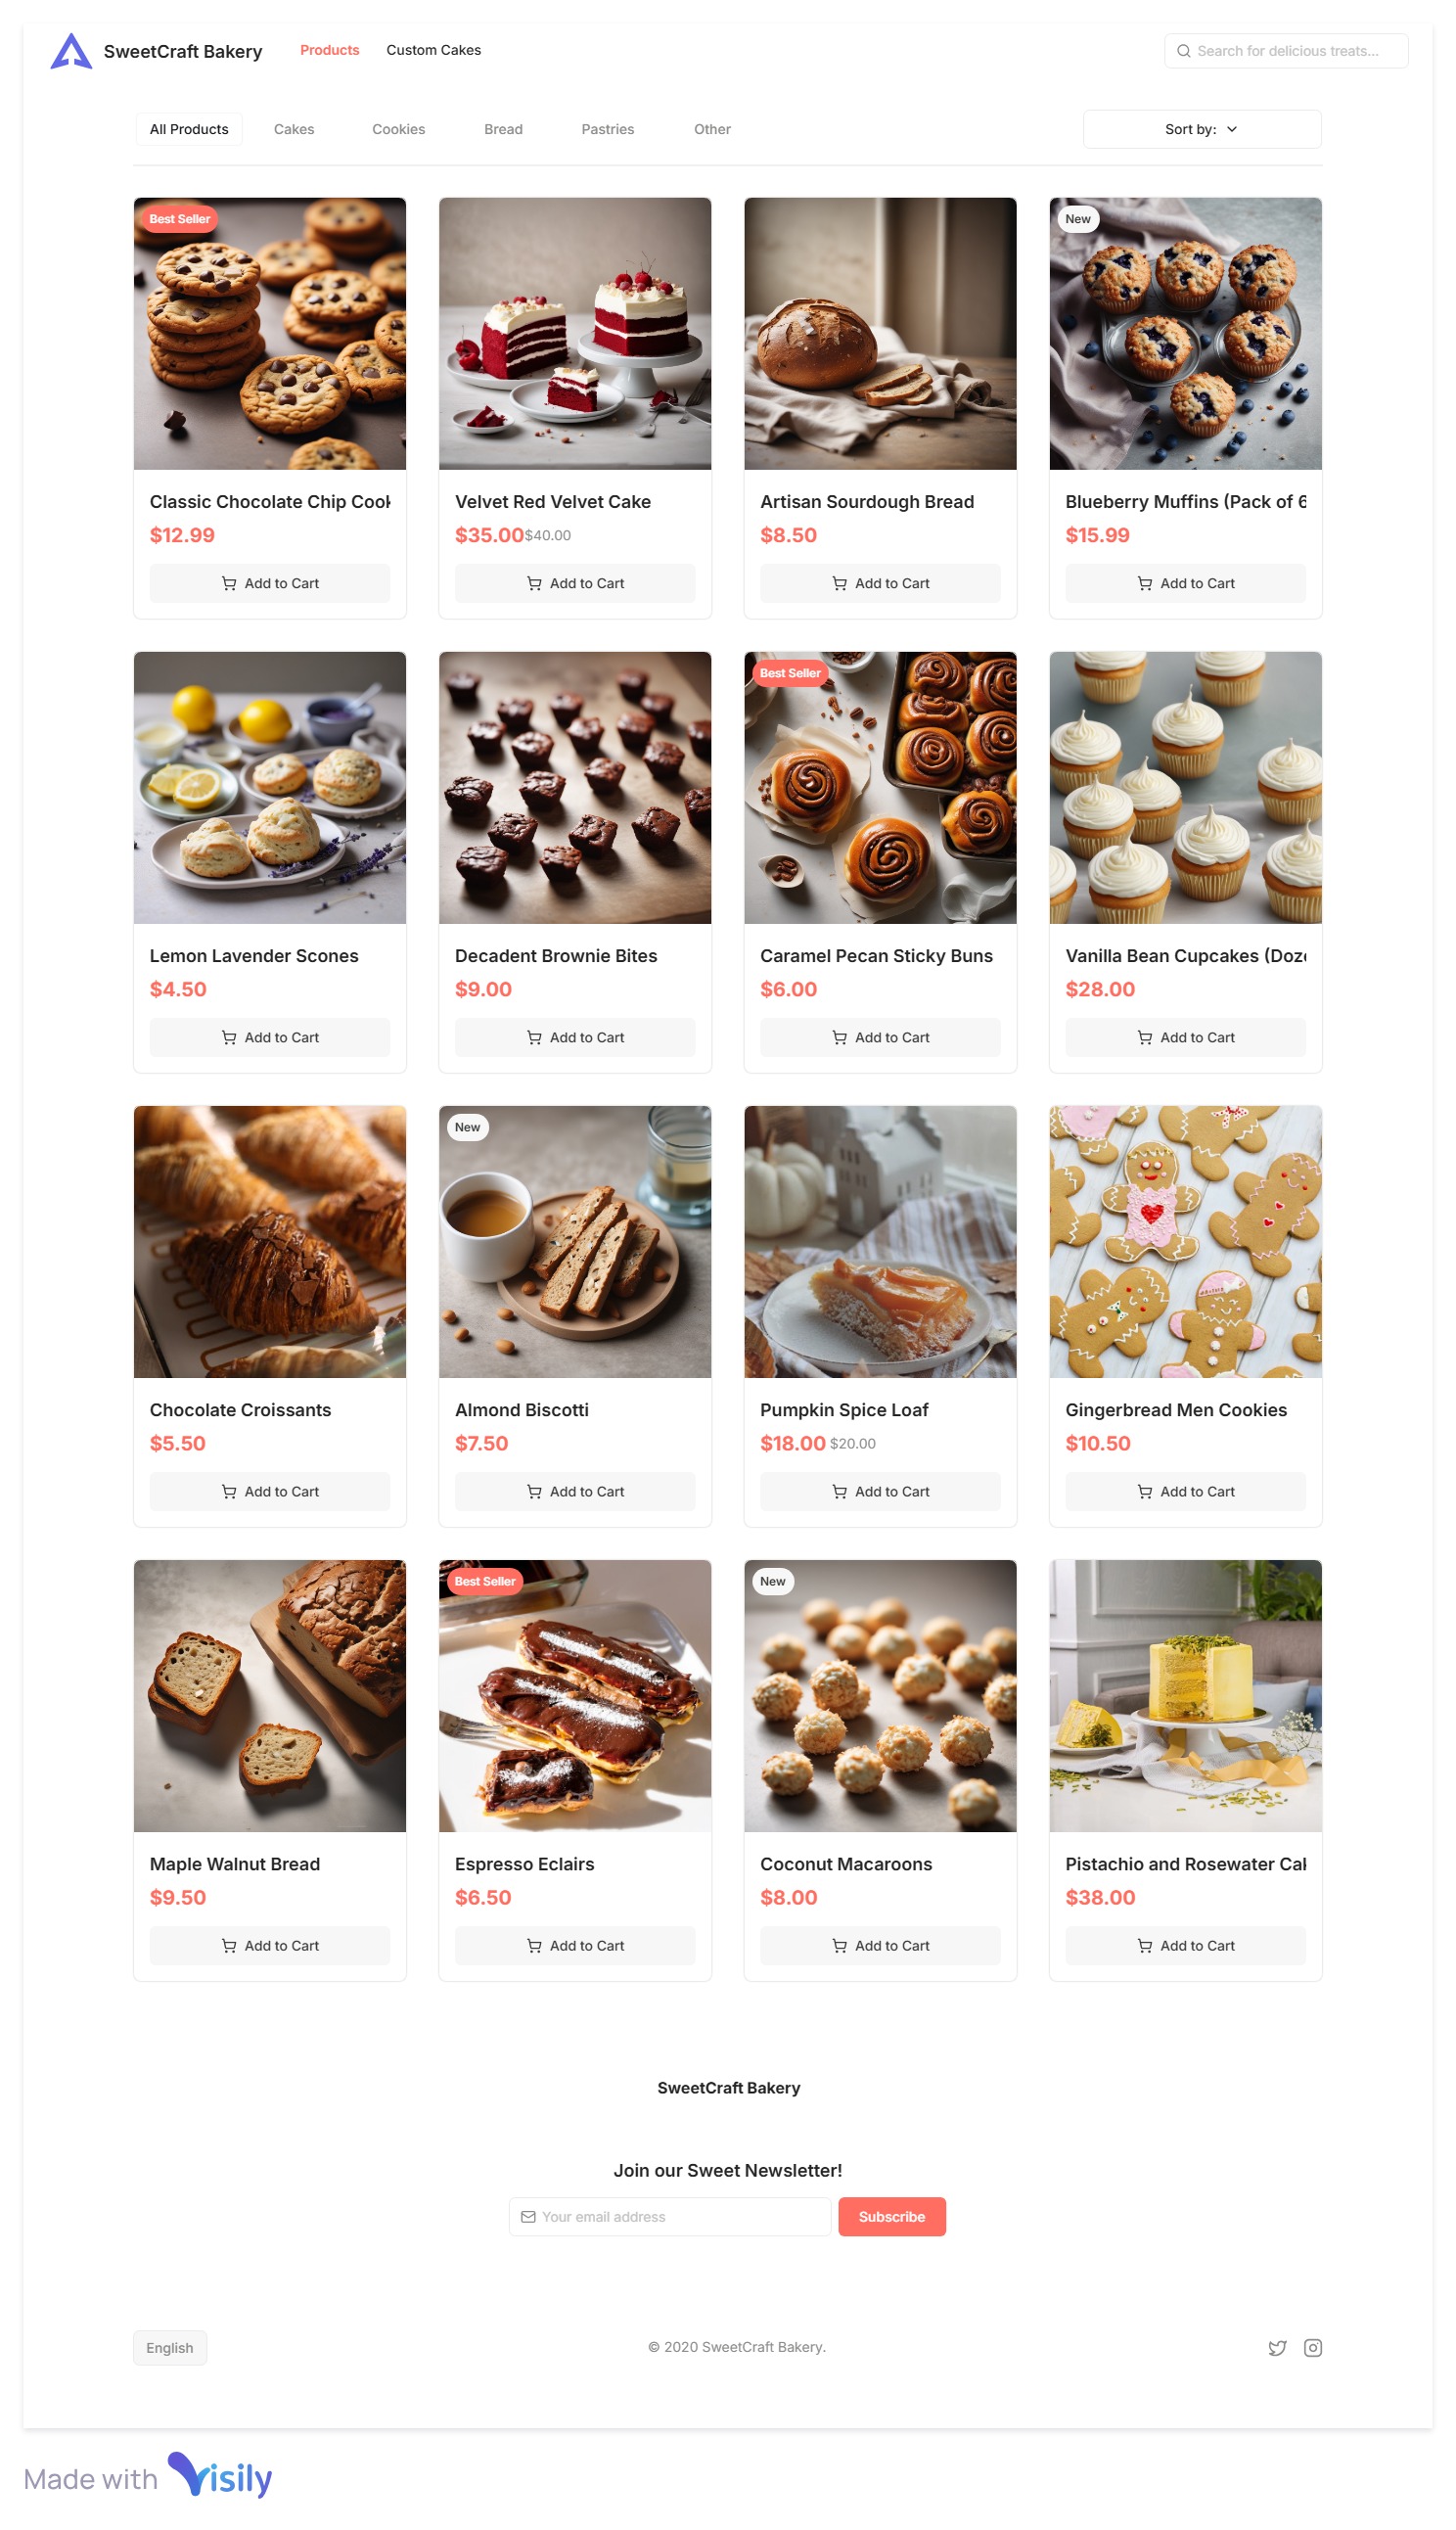 SweetCraft Bakery
Products
Custom Cakes
Search for delicious treats...
All Products
Cakes
Cookies
Bread
Pastries
Other
Sort by:
Best Seller
New
Classic Chocolate Chip Cook
Velvet Red Velvet Cake
Artisan Sourdough Bread
Blueberry Muffins (Pack of 6
$12.99
$35.00 $40.00
$8.50
$15.99
Add to Cart
Add to Cart
Add to Cart
Add to Cart
Best Seller
Lemon Lavender Scones
Decadent Brownie Bites
Caramel Pecan Sticky Buns
Vanilla Bean Cupcakes (Doze
$4.50
$9.00
$6.00
$28.00
Add to Cart
Add to Cart
Add to Cart
Add to Cart
New
Chocolate Croissants
Almond Biscotti
Pumpkin Spice Loaf
Gingerbread Men Cookies
$5.50
$7.50
$18.00 $20.00
$10.50
Add to Cart
Add to Cart
Add to Cart
Add to Cart
Best Seller
New
Maple Walnut Bread
Espresso Eclairs
Coconut Macaroons
Pistachio and Rosewater Cak
$9.50
$6.50
$8.00
$38.00
Add to Cart
Add to Cart
Add to Cart
Add to Cart
SweetCraft Bakery
Join our Sweet Newsletter!
Your email address
Subscribe
English
© 2020 SweetCraft Bakery.
Made with Visily